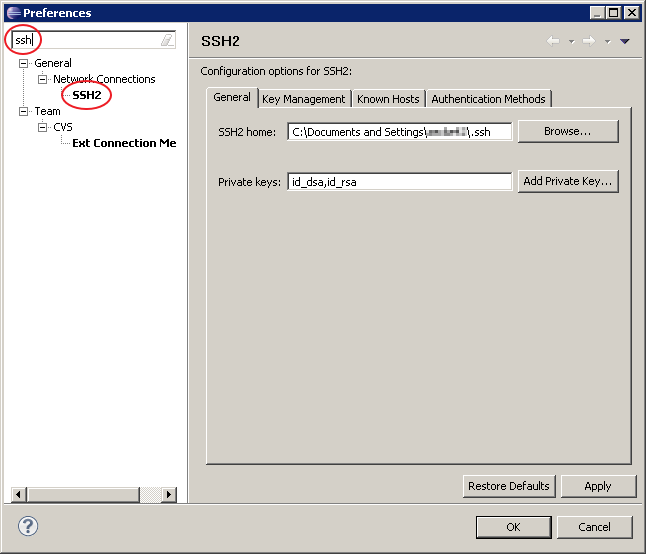 Preferences
ssh
SSH2
General
Network Connections
SSH2
Team
CVS
Ext Connection Me
Configuration options for SSH2:
General Key Management Known Hosts Authentication Methods
SSH2 home: C:\Documents and Settings\ \.ssh Browse...
Private keys: id_dsa,id_rsa Add Private Key...
Restore Defaults Apply
? OK Cancel